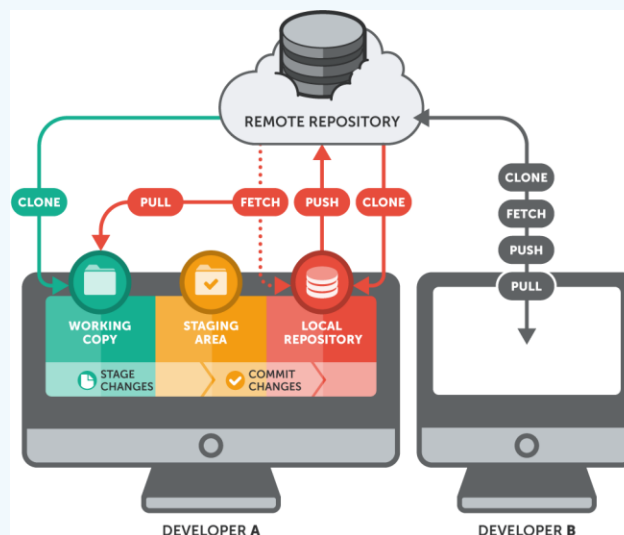 REMOTE REPOSITORY
CLONE
PULL
FETCH
PUSH
CLONE
CLONE
FETCH
PUSH
PULL
WORKING
COPY
STAGING
AREA
LOCAL
REPOSITORY
STAGE
CHANGES
COMMIT
CHANGES
DEVELOPER A
DEVELOPER B